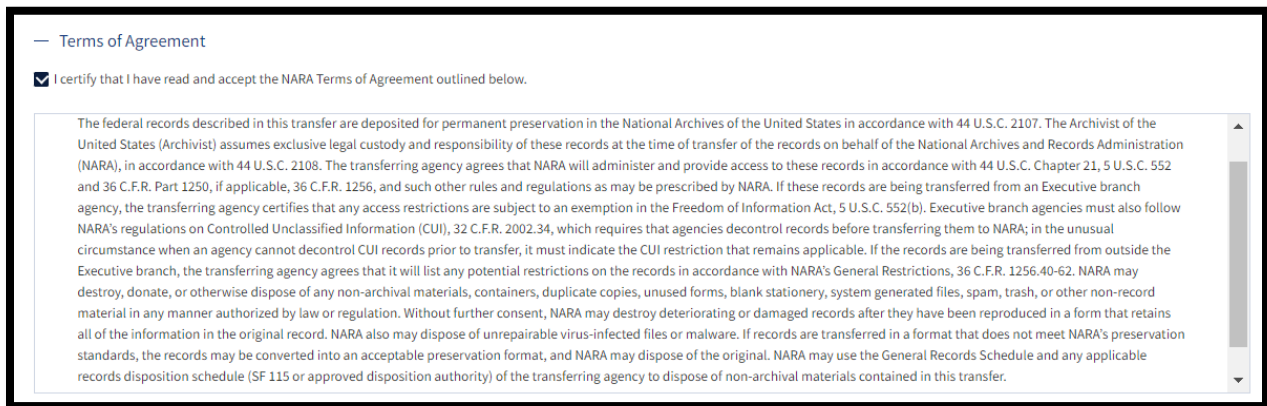 — Terms of Agreement
I certify that I have read and accept the NARA Terms of Agreement outlined below.
The federal records described in this transfer are deposited for permanent preservation in the National Archives of the United States in accordance with 44 U.S.C. 2107. The Archivist of the
United States (Archivist) assumes exclusive legal custody and responsibility of these records at the time of transfer of the records on behalf of the National Archives and Records Administration
(NARA), in accordance with 44 U.S.C. 2108. The transferring agency agrees that NARA will administer and provide access to these records in accordance with 44 U.S.C. Chapter 21, 5 U.S.C. 552
and 36 C.F.R. Part 1250, if applicable, 36 C.F.R. 1256, and such other rules and regulations as may be prescribed by NARA. If these records are being transferred from an Executive branch
agency, the transferring agency certifies that any access restrictions are subject to an exemption in the Freedom of Information Act, 5 U.S.C. 552(b). Executive branch agencies must also follow
NARA's regulations on Controlled Unclassified Information (CUI), 32 C.F.R. 2002.34, which requires that agencies decontrol records before transferring them to NARA; in the unusual
circumstance when an agency cannot decontrol CUI records prior to transfer, it must indicate the CUI restriction that remains applicable. If the records are being transferred from outside the
Executive branch, the transferring agency agrees that it will list any potential restrictions on the records in accordance with NARA's General Restrictions, 36 C.F.R. 1256.40-62. NARA may
destroy, donate, or otherwise dispose of any non-archival materials, containers, duplicate copies, unused forms, blank stationery, system generated files, spam, trash, or other non-record
material in any manner authorized by law or regulation. Without further consent, NARA may destroy deteriorating or damaged records after they have been reproduced in a form that retains
all of the information in the original record. NARA also may dispose of unrepairable virus-infected files or malware. If records are transferred in a format that does not meet NARA's preservation
standards, the records may be converted into an acceptable preservation format, and NARA may dispose of the original. NARA may use the General Records Schedule and any applicable
records disposition schedule (SF 115 or approved disposition authority) of the transferring agency to dispose of non-archival materials contained in this transfer.